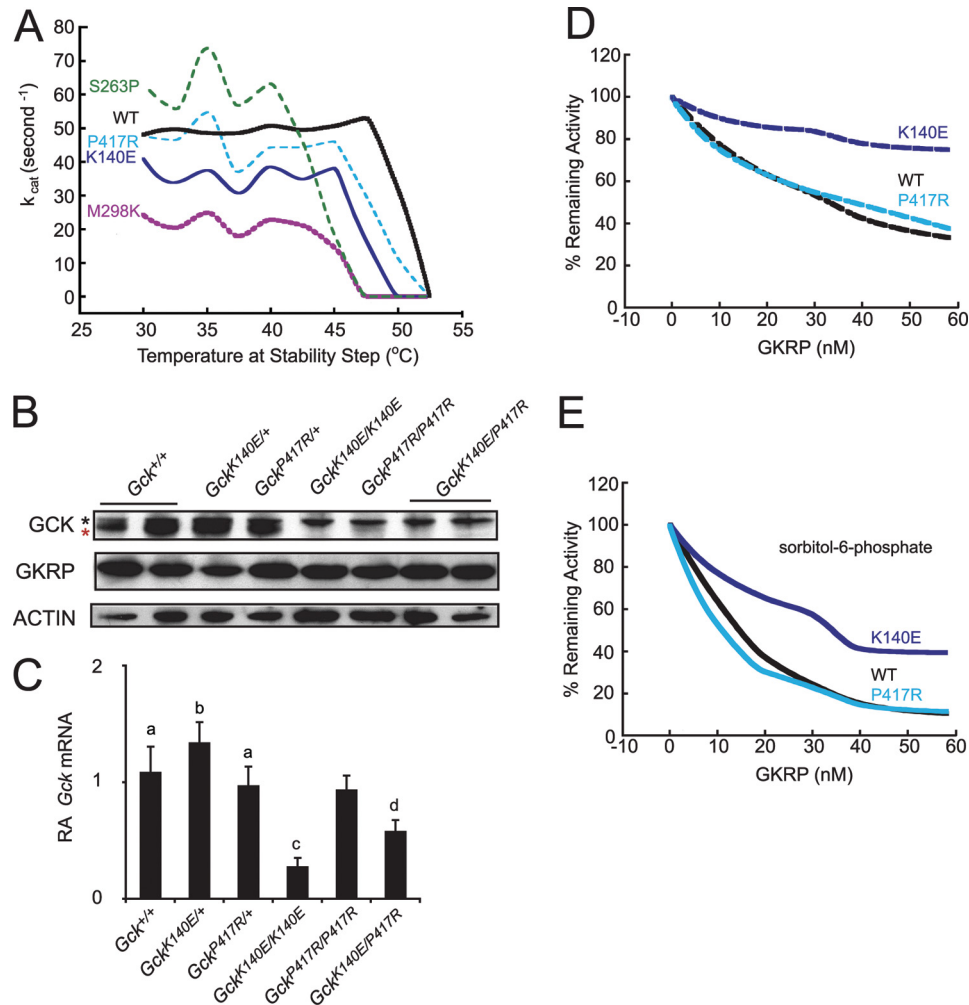 A
kcat (second -1)
80
70
60
50
40
30
20
10
0
S263P
WT
P417R
K140E
M298K
25 30 35 40 45 50 55
Temperature at Stability Step (°C)
B
Gck+/+
GckK140E/+
GckP417R/+
GckK140E/K140E
GckP417R/P417R
GckK140E/P417R
GCK * *
GKRP
ACTIN
C
RA Gck mRNA
2
1
0
a
b
a
c
d
Gck+/+
GckK140E/+
GckP417R/+
GckK140E/K140E
GckP417R/P417R
GckK140E/P417R
D
% Remaining Activity
120
100
80
60
40
20
0
K140E
WT
P417R
-10 0 10 20 30 40 50 60
GKRP (nM)
E
% Remaining Activity
120
100
80
60
40
20
0
sorbitol-6-phosphate
K140E
WT
P417R
-10 0 10 20 30 40 50 60
GKRP (nM)